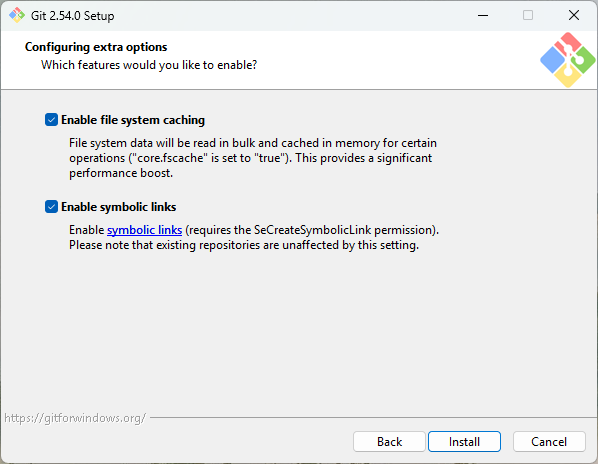 Git 2.54.0 Setup
Configuring extra options
Which features would you like to enable?
Enable file system caching
File system data will be read in bulk and cached in memory for certain
operations ("core.fscache" is set to "true"). This provides a significant
performance boost.
Enable symbolic links
Enable symbolic links (requires the SeCreateSymbolicLink permission).
Please note that existing repositories are unaffected by this setting.
https://gitforwindows.org/
Back Install Cancel